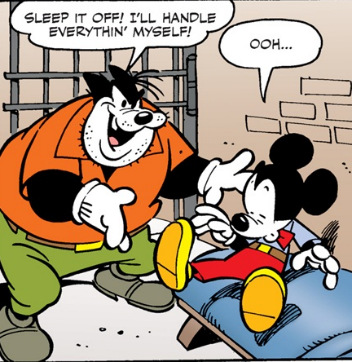 SLEEP IT OFF! I'LL HANDLE
EVERYTHIN' MYSELF!
OOH...